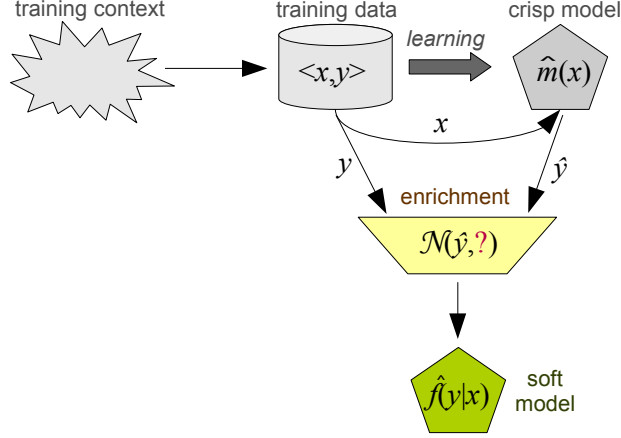 training context
training data
crisp model
learning
<x,y>
m̂(x)
x
y
ŷ
enrichment
𝒩(ŷ,?)
f̂(y|x)
soft
model